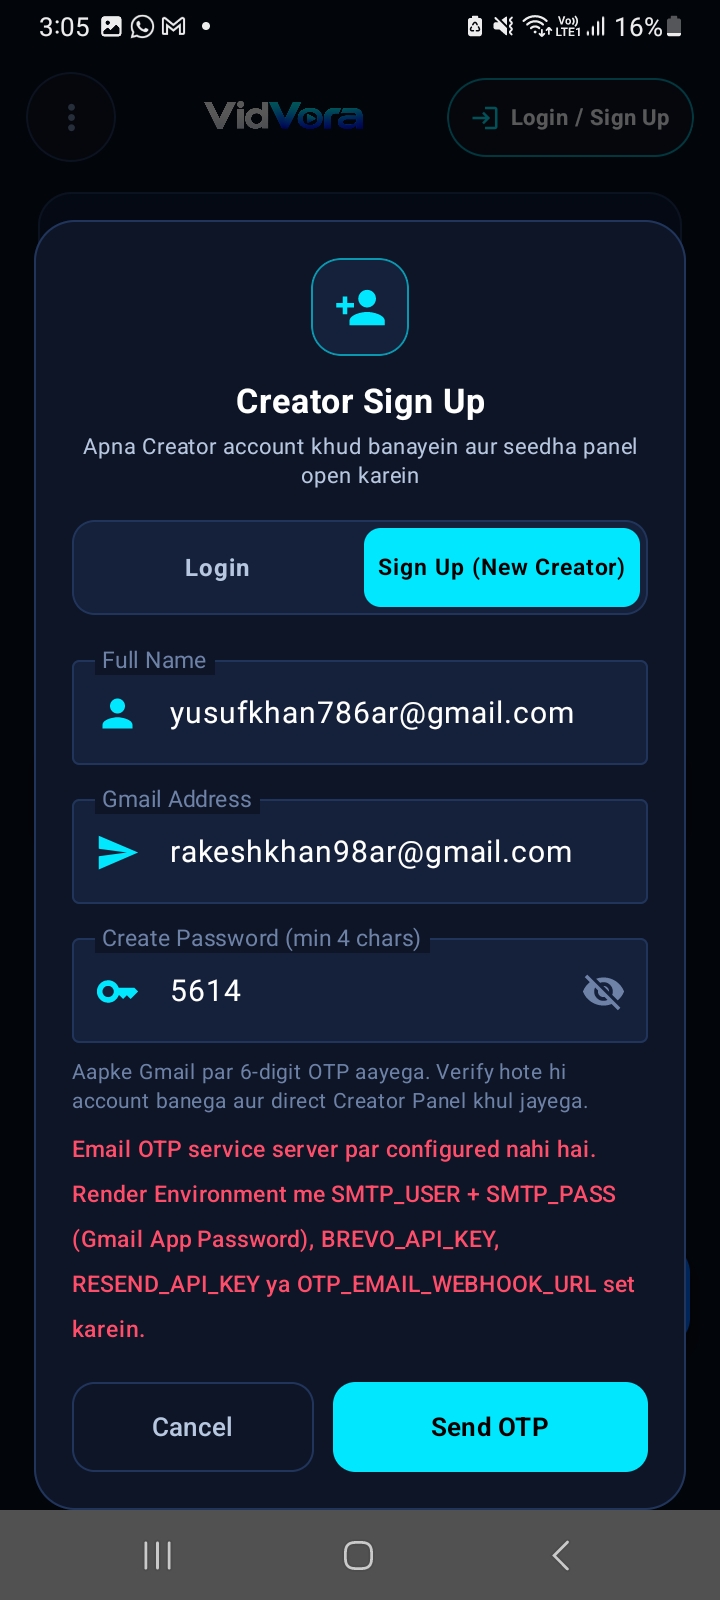 3:05
Vo)) LTE1 16%
VidVora
Login / Sign Up
Creator Sign Up
Apna Creator account khud banayein aur seedha panel
open karein
Login
Sign Up (New Creator)
Full Name
yusufkhan786ar@gmail.com
Gmail Address
rakeshkhan98ar@gmail.com
Create Password (min 4 chars)
5614
Aapke Gmail par 6-digit OTP aayega. Verify hote hi
account banega aur direct Creator Panel khul jayega.
Email OTP service server par configured nahi hai.
Render Environment me SMTP_USER + SMTP_PASS
(Gmail App Password), BREVO_API_KEY,
RESEND_API_KEY ya OTP_EMAIL_WEBHOOK_URL set
karein.
Cancel
Send OTP